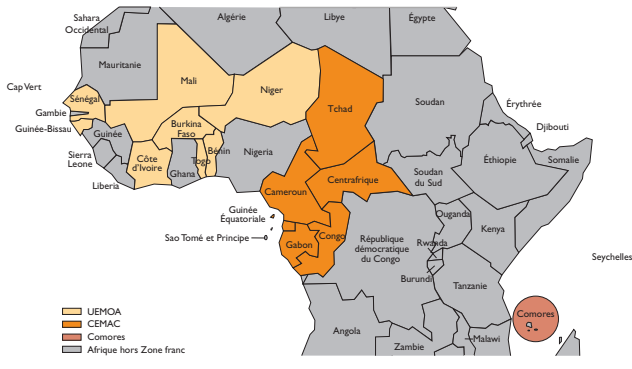 Sahara
Occidental
Algérie
Libye
Égypte
Mauritanie
Mali
Niger
Tchad
Soudan
Érythrée
Djibouti
Cap Vert
Sénégal
Gambie
Guinée-Bissau
Guinée
Sierra
Leone
Liberia
Côte
d'Ivoire
Burkina
Faso
Ghana
Togo
Bénin
Nigeria
Cameroun
Centrafrique
Soudan
du Sud
Éthiopie
Somalie
Guinée
Équatoriale
Sao Tomé et Principe
Gabon
Congo
République
démocratique
du Congo
Ouganda
Kenya
Rwanda
Burundi
Tanzanie
Seychelles
Comores
Angola
Zambie
Malawi
UEMOA
CEMAC
Comores
Afrique hors Zone franc